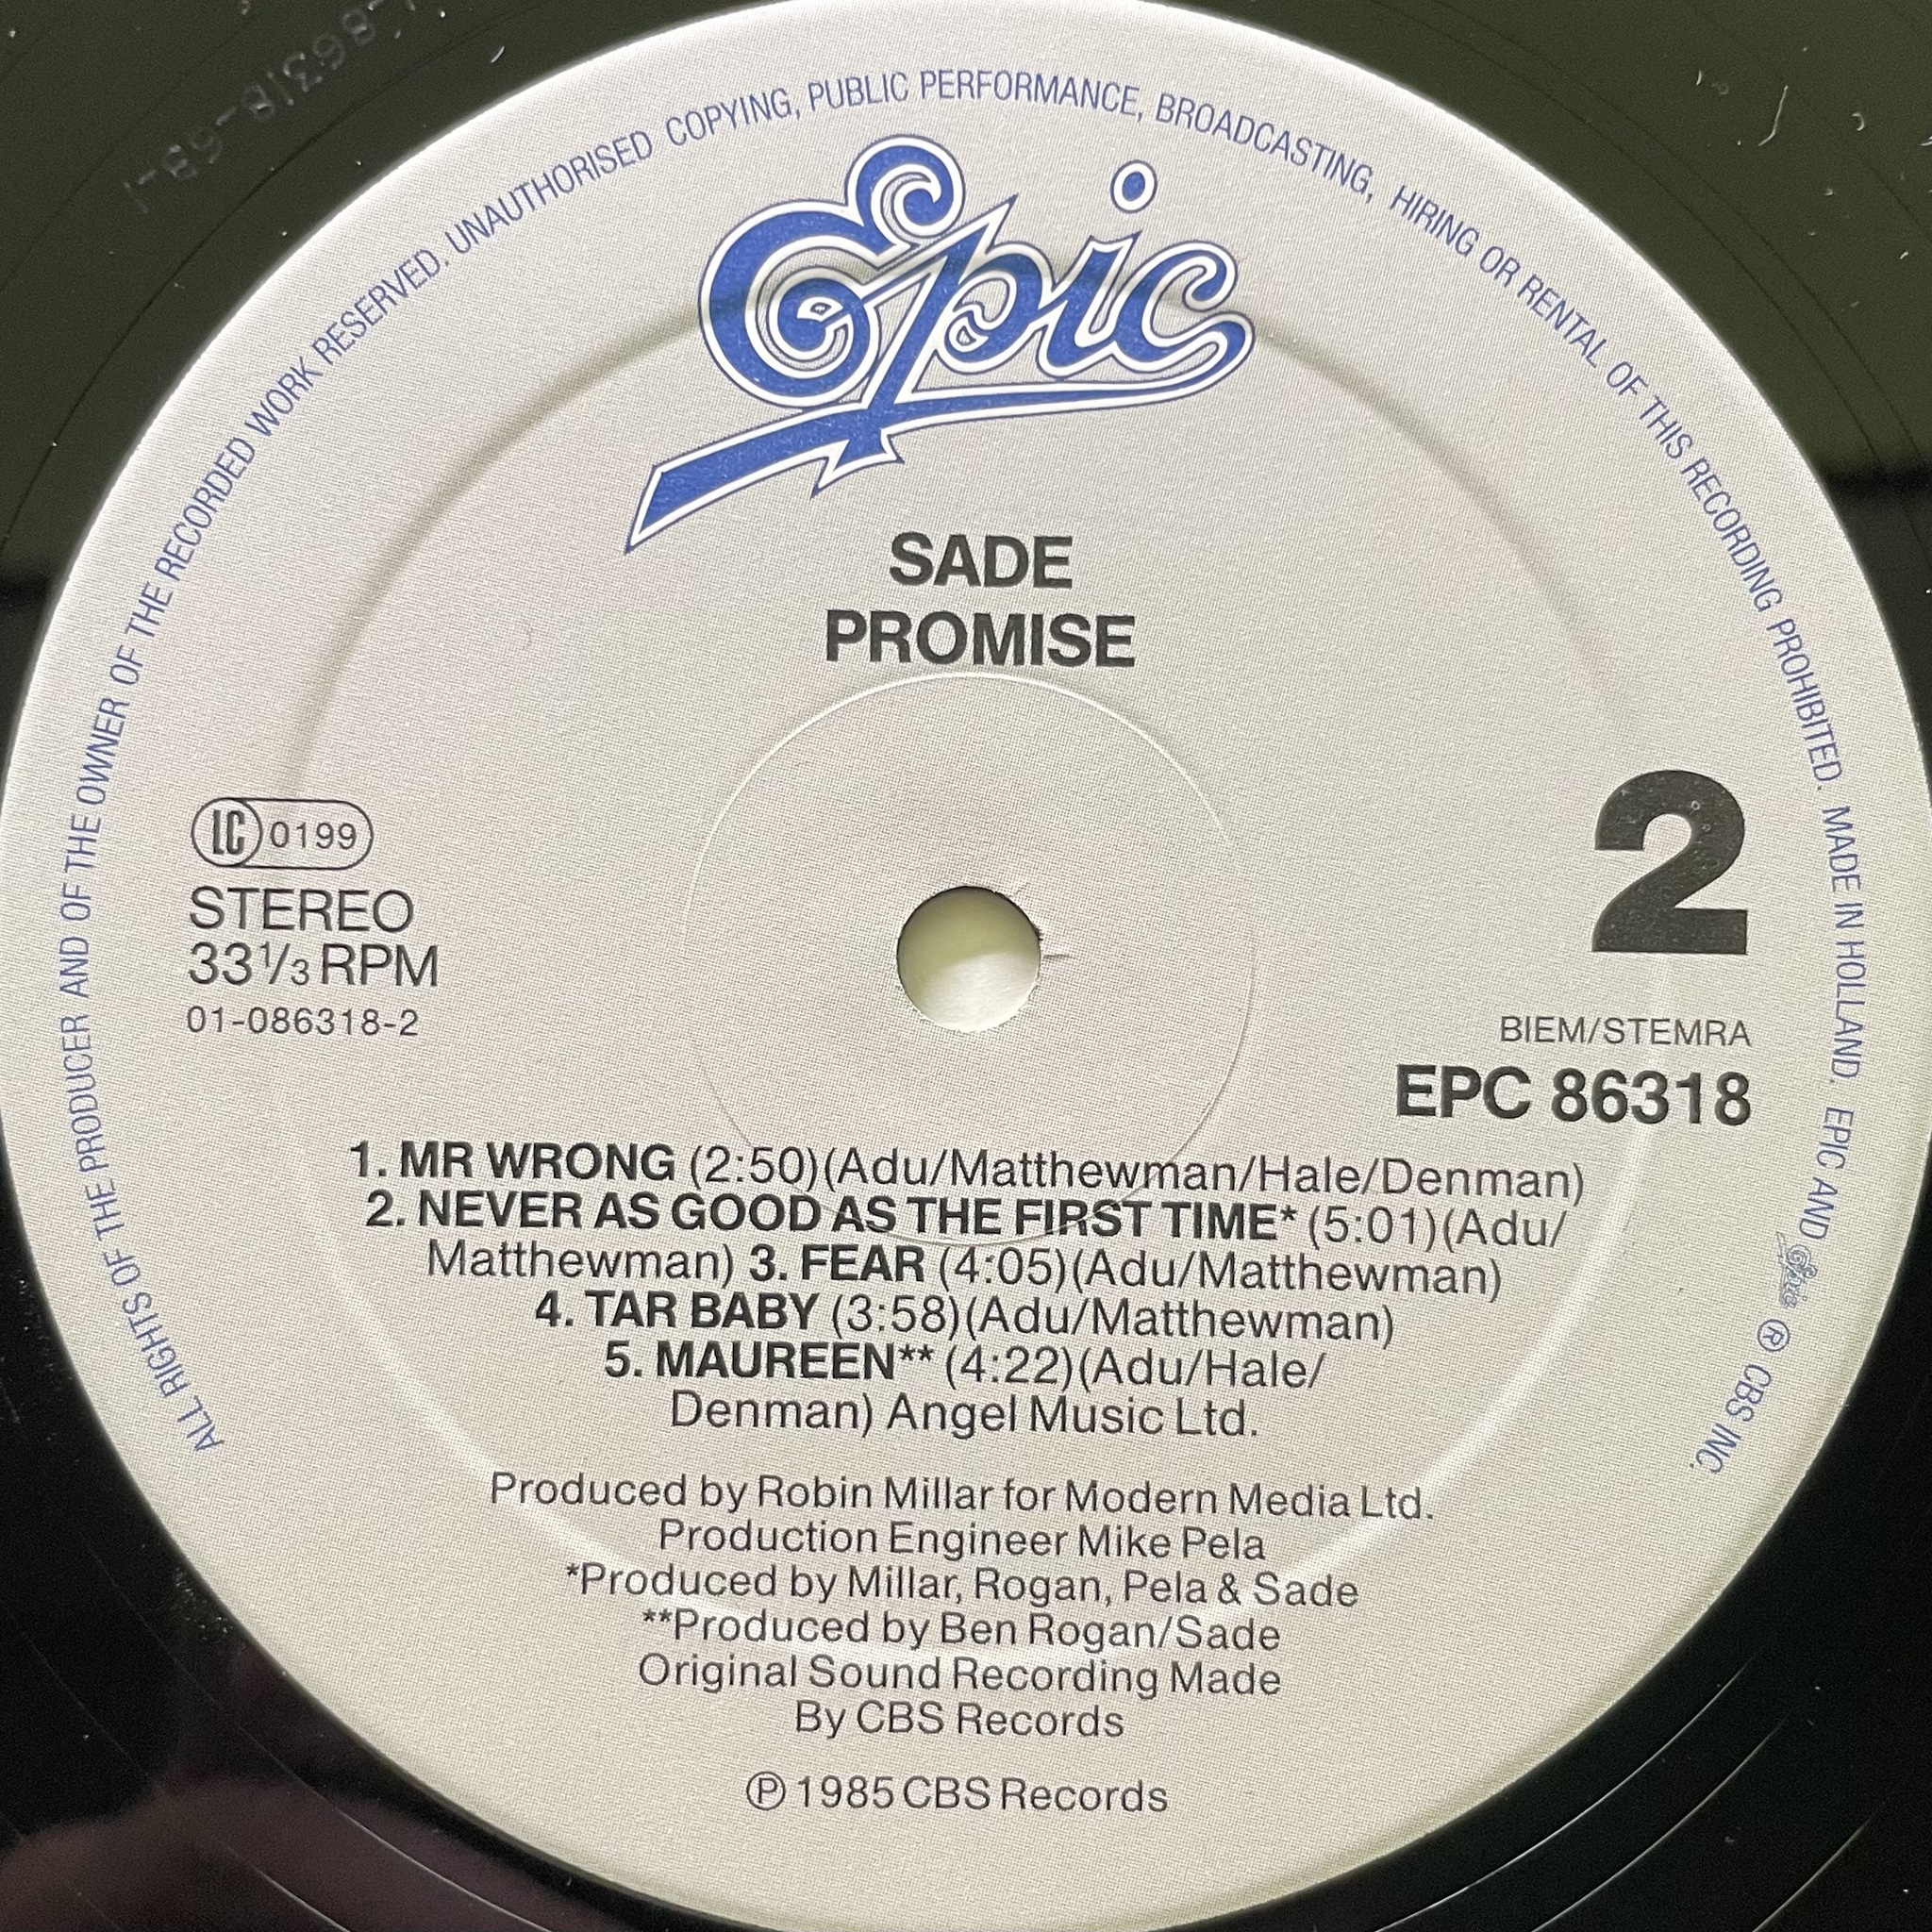 ALL RIGHTS OF THE PRODUCER AND OF THE OWNER OF THE RECORDED WORK RESERVED. UNAUTHORISED COPYING, PUBLIC PERFORMANCE, BROADCASTING, HIRING OR RENTAL OF THIS RECORDING PROHIBITED. MADE IN HOLLAND. EPIC AND Epic ® CBS INC.
Epic
SADE
PROMISE
LC 0199
STEREO
33 1/3 RPM
01-086318-2
2
BIEM/STEMRA
EPC 86318
1. MR WRONG (2:50)(Adu/Matthewman/Hale/Denman)
2. NEVER AS GOOD AS THE FIRST TIME* (5:01)(Adu/
Matthewman) 3. FEAR (4:05)(Adu/Matthewman)
4. TAR BABY (3:58)(Adu/Matthewman)
5. MAUREEN** (4:22)(Adu/Hale/
Denman) Angel Music Ltd.
Produced by Robin Millar for Modern Media Ltd.
Production Engineer Mike Pela
*Produced by Millar, Rogan, Pela & Sade
**Produced by Ben Rogan/Sade
Original Sound Recording Made
By CBS Records
℗ 1985 CBS Records